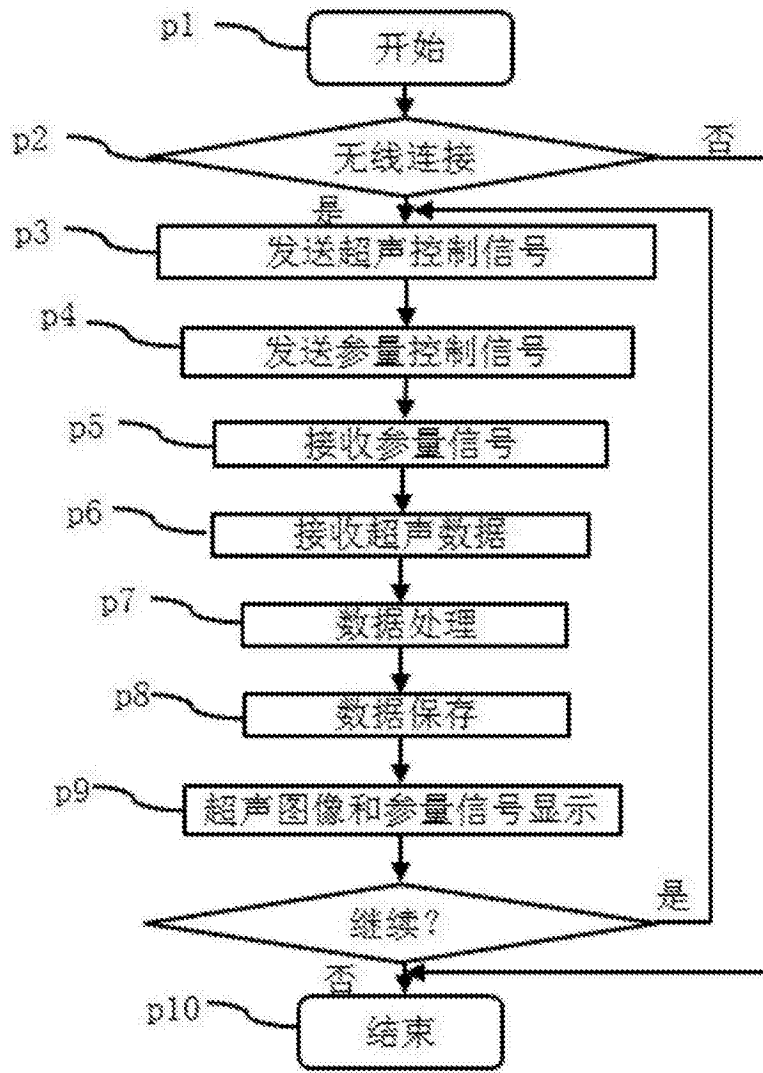 p1
开始
p2
无线连接
否
是
p3
发送超声控制信号
p4
发送参量控制信号
p5
接收参量信号
p6
接收超声数据
p7
数据处理
p8
数据保存
p9
超声图像和参量信号显示
继续?
是
否
p10
结束